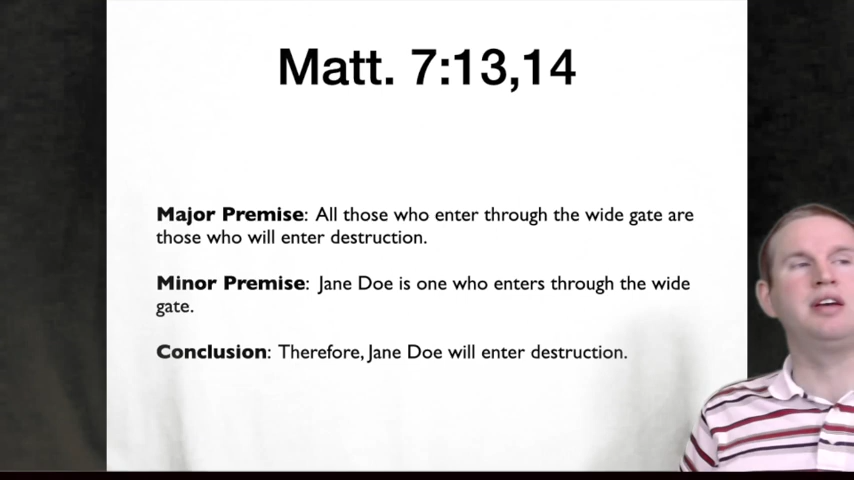 Matt. 7:13,14
Major Premise: All those who enter through the wide gate are
those who will enter destruction.
Minor Premise: Jane Doe is one who enters through the wide
gate.
Conclusion: Therefore, Jane Doe will enter destruction.